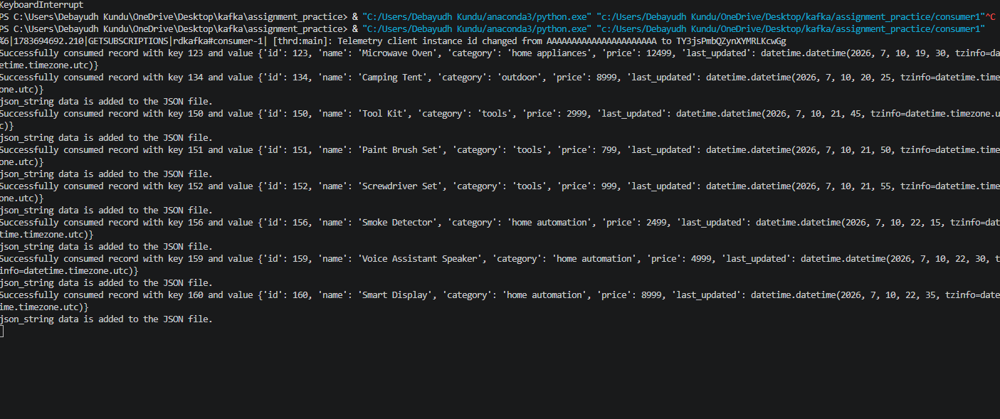 KeyboardInterrupt
PS C:\Users\Debayudh Kundu\OneDrive\Desktop\kafka\assignment_practice> & "C:/Users/Debayudh Kundu/anaconda3/python.exe" "c:/Users/Debayudh Kundu/OneDrive/Desktop/kafka/assignment_practice/consumer1"^C
PS C:\Users\Debayudh Kundu\OneDrive\Desktop\kafka\assignment_practice> & "C:/Users/Debayudh Kundu/anaconda3/python.exe" "c:/Users/Debayudh Kundu/OneDrive/Desktop/kafka/assignment_practice/consumer1"
%6|1783694692.210|GETSUBSCRIPTIONS|rdkafka#consumer-1| [thrd:main]: Telemetry client instance id changed from AAAAAAAAAAAAAAAAAAAAAA to TY3jsPmbQZynXYMRLKcwGg
Successfully consumed record with key 123 and value {'id': 123, 'name': 'Microwave Oven', 'category': 'home appliances', 'price': 12499, 'last_updated': datetime.datetime(2026, 7, 10, 19, 30, tzinfo=da
etime.timezone.utc)}
Successfully consumed record with key 134 and value {'id': 134, 'name': 'Camping Tent', 'category': 'outdoor', 'price': 8999, 'last_updated': datetime.datetime(2026, 7, 10, 20, 25, tzinfo=datetime.time
one.utc)}
json_string data is added to the JSON file.
Successfully consumed record with key 150 and value {'id': 150, 'name': 'Tool Kit', 'category': 'tools', 'price': 2999, 'last_updated': datetime.datetime(2026, 7, 10, 21, 45, tzinfo=datetime.timezone.u
c)}
json_string data is added to the JSON file.
Successfully consumed record with key 151 and value {'id': 151, 'name': 'Paint Brush Set', 'category': 'tools', 'price': 799, 'last_updated': datetime.datetime(2026, 7, 10, 21, 50, tzinfo=datetime.time
one.utc)}
json_string data is added to the JSON file.
Successfully consumed record with key 152 and value {'id': 152, 'name': 'Screwdriver Set', 'category': 'tools', 'price': 999, 'last_updated': datetime.datetime(2026, 7, 10, 21, 55, tzinfo=datetime.time
one.utc)}
json_string data is added to the JSON file.
Successfully consumed record with key 156 and value {'id': 156, 'name': 'Smoke Detector', 'category': 'home automation', 'price': 2499, 'last_updated': datetime.datetime(2026, 7, 10, 22, 15, tzinfo=dat
time.timezone.utc)}
json_string data is added to the JSON file.
Successfully consumed record with key 159 and value {'id': 159, 'name': 'Voice Assistant Speaker', 'category': 'home automation', 'price': 4999, 'last_updated': datetime.datetime(2026, 7, 10, 22, 30, t
info=datetime.timezone.utc)}
json_string data is added to the JSON file.
Successfully consumed record with key 160 and value {'id': 160, 'name': 'Smart Display', 'category': 'home automation', 'price': 8999, 'last_updated': datetime.datetime(2026, 7, 10, 22, 35, tzinfo=date
ime.timezone.utc)}
json_string data is added to the JSON file.